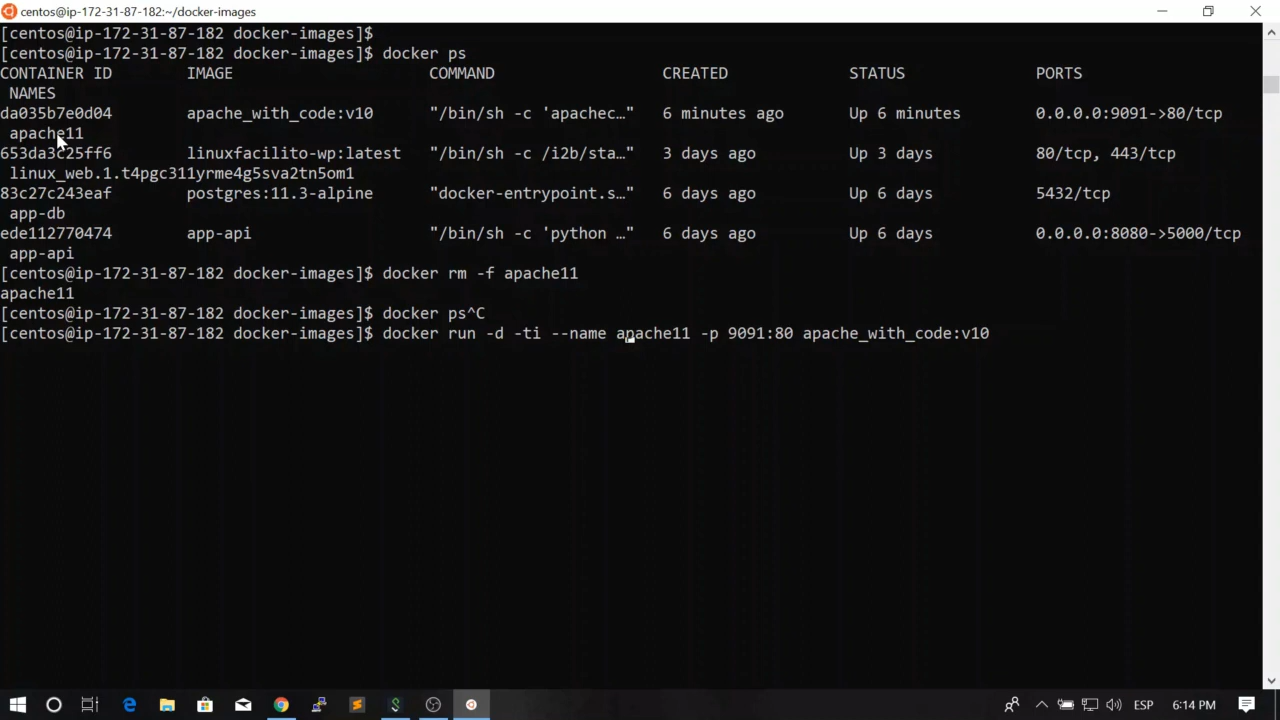 centos@ip-172-31-87-182:~/docker-images
[centos@ip-172-31-87-182 docker-images]$
[centos@ip-172-31-87-182 docker-images]$ docker ps
CONTAINER ID IMAGE COMMAND CREATED STATUS PORTS
NAMES
da035b7e0d04 apache_with_code:v10 "/bin/sh -c 'apachec…" 6 minutes ago Up 6 minutes 0.0.0.0:9091->80/tcp
apache11
653da3c25ff6 linuxfacilito-wp:latest "/bin/sh -c /i2b/sta…" 3 days ago Up 3 days 80/tcp, 443/tcp
linux_web.1.t4pgc311yrme4g5sva2tn5om1
83c27c243eaf postgres:11.3-alpine "docker-entrypoint.s…" 6 days ago Up 6 days 5432/tcp
app-db
ede112770474 app-api "/bin/sh -c 'python …" 6 days ago Up 6 days 0.0.0.0:8080->5000/tcp
app-api
[centos@ip-172-31-87-182 docker-images]$ docker rm -f apache11
apache11
[centos@ip-172-31-87-182 docker-images]$ docker ps^C
[centos@ip-172-31-87-182 docker-images]$ docker run -d -ti --name apache11 -p 9091:80 apache_with_code:v10
ESP 6:14 PM